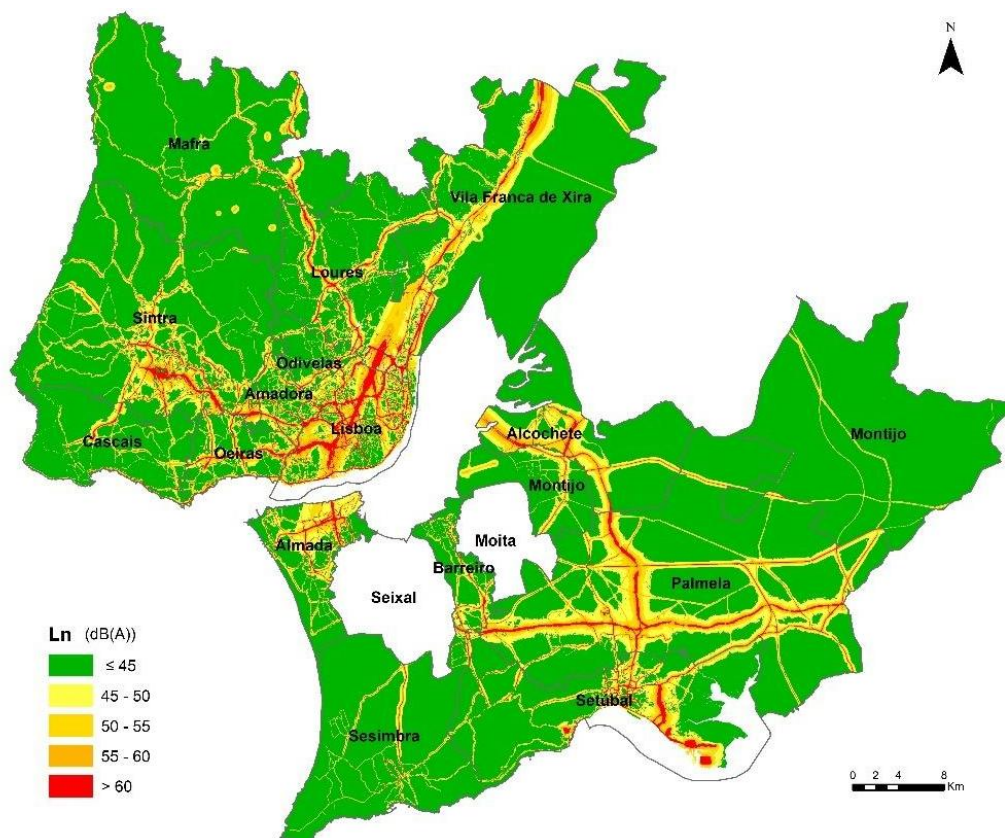 N
Mafra
Vila Franca de Xira
Loures
Sintra
Odivelas
Amadora
Lisboa
Cascais
Oeiras
Alcochete
Montijo
Montijo
Almada
Moita
Barreiro
Seixal
Palmela
Setúbal
Sesimbra
Ln (dB(A))
≤ 45
45 - 50
50 - 55
55 - 60
> 60
0 2 4 8
Km